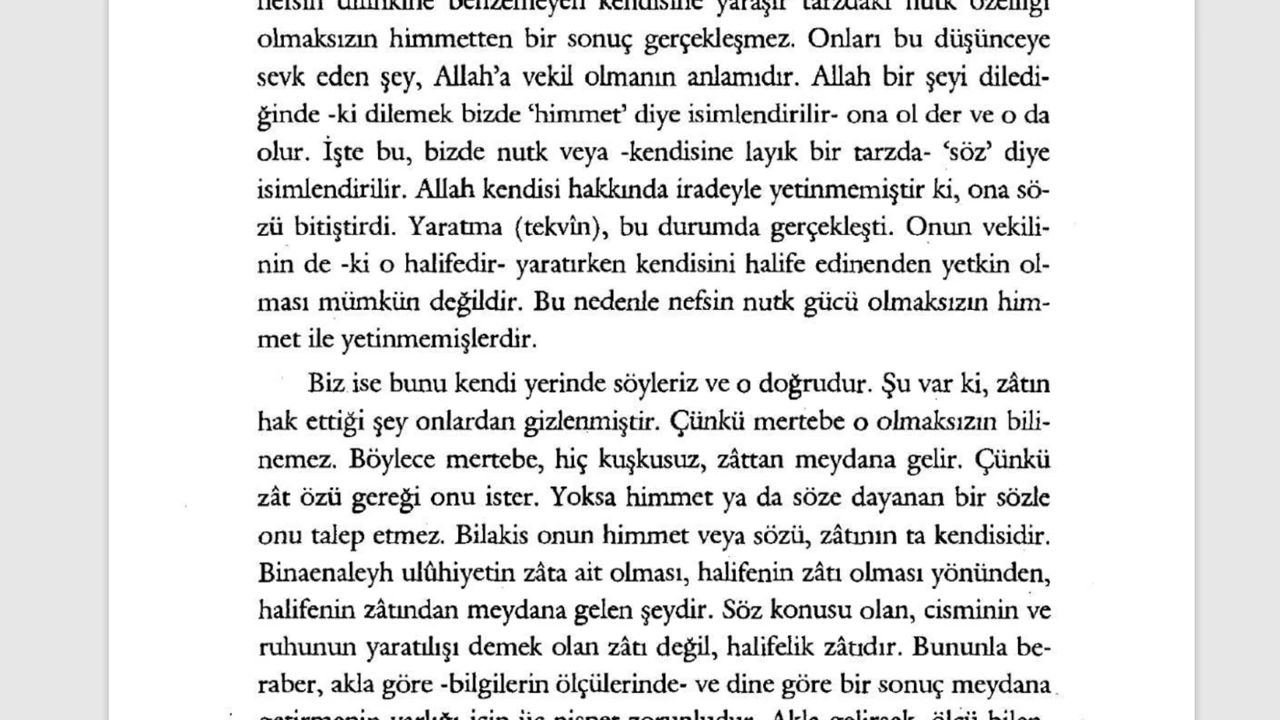 nefsin
olmaksızın himmetten bir sonuç gerçekleşmez. Onları bu düşünceye
sevk eden şey, Allah’a vekil olmanın anlamıdır. Allah bir şeyi diledi-
ğinde -ki dilemek bizde ‘himmet’ diye isimlendirilir- ona ol der ve o da
olur. İşte bu, bizde nutk veya -kendisine layık bir tarzda- ‘söz’ diye
isimlendirilir. Allah kendisi hakkında iradeyle yetinmemiştir ki, ona sö-
zü bitiştirdi. Yaratma (tekvîn), bu durumda gerçekleşti. Onun vekili-
nin de -ki o halifedir- yaratırken kendisini halife edinenden yetkin ol-
ması mümkün değildir. Bu nedenle nefsin nutk gücü olmaksızın him-
met ile yetinmemişlerdir.
Biz ise bunu kendi yerinde söyleriz ve o doğrudur. Şu var ki, zâtın
hak ettiği şey onlardan gizlenmiştir. Çünkü mertebe o olmaksızın bili-
nemez. Böylece mertebe, hiç kuşkusuz, zâttan meydana gelir. Çünkü
zât özü gereği onu ister. Yoksa himmet ya da söze dayanan bir sözle
onu talep etmez. Bilakis onun himmet veya sözü, zâtının ta kendisidir.
Binaenaleyh ulûhiyetin zâta ait olması, halifenin zâtı olması yönünden,
halifenin zâtından meydana gelen şeydir. Söz konusu olan, cisminin ve
ruhunun yaratılışı demek olan zâtı değil, halifelik zâtıdır. Bununla be-
raber, akla göre -bilgilerin ölçülerinde- ve dine göre bir sonuç meydana